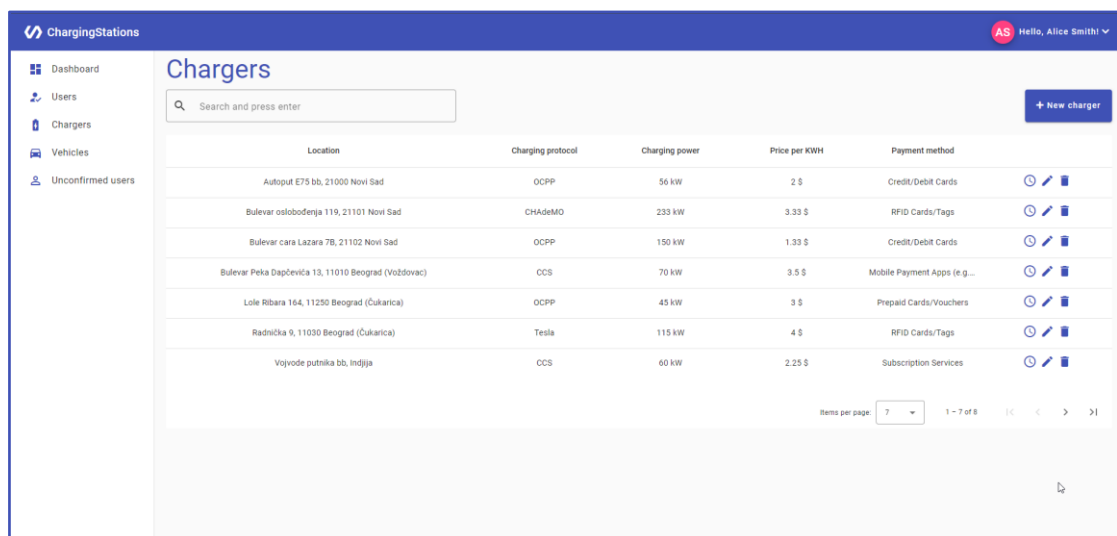 ChargingStations
AS Hello, Alice Smith!
Dashboard
Users
Chargers
Vehicles
Unconfirmed users
Chargers
Search and press enter
+ New charger
Location Charging protocol Charging power Price per KWH Payment method
Autoput E75 bb, 21000 Novi Sad OCPP 56 kW 2 $ Credit/Debit Cards
Bulevar oslobođenja 119, 21101 Novi Sad CHAdeMO 233 kW 3.33 $ RFID Cards/Tags
Bulevar cara Lazara 7B, 21102 Novi Sad OCPP 150 kW 1.33 $ Credit/Debit Cards
Bulevar Peka Dapčevića 13, 11010 Beograd (Voždovac) CCS 70 kW 3.5 $ Mobile Payment Apps (e.g....
Lole Ribara 164, 11250 Beograd (Čukarica) OCPP 45 kW 3 $ Prepaid Cards/Vouchers
Radnička 9, 11030 Beograd (Čukarica) Tesla 115 kW 4 $ RFID Cards/Tags
Vojvode putnika bb, Indjija CCS 60 kW 2.25 $ Subscription Services
Items per page: 7 1 – 7 of 8